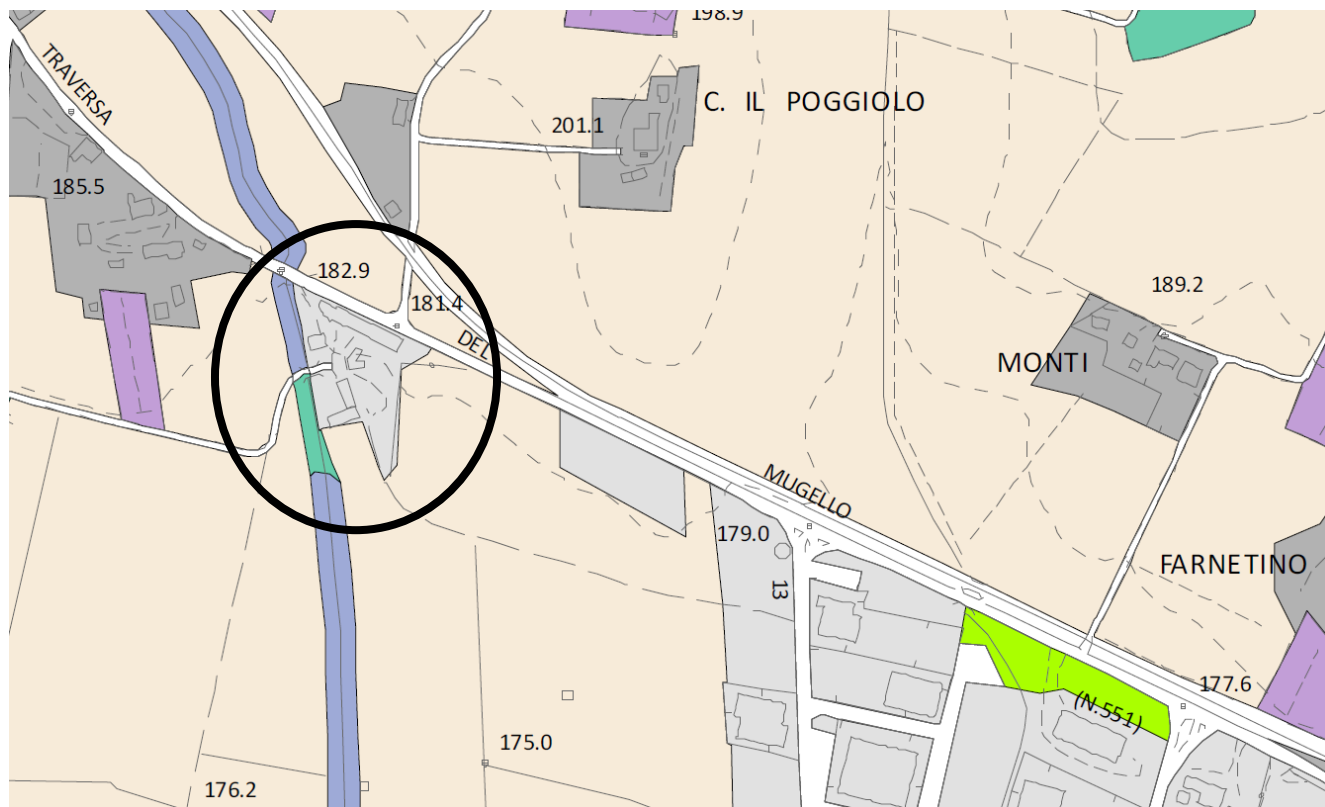 198.9
TRAVERSA
C. IL POGGIOLO
201.1
185.5
182.9
189.2
181.4
DEL
MONTI
MUGELLO
179.0
FARNETINO
13
177.6
(N.551)
175.0
176.2